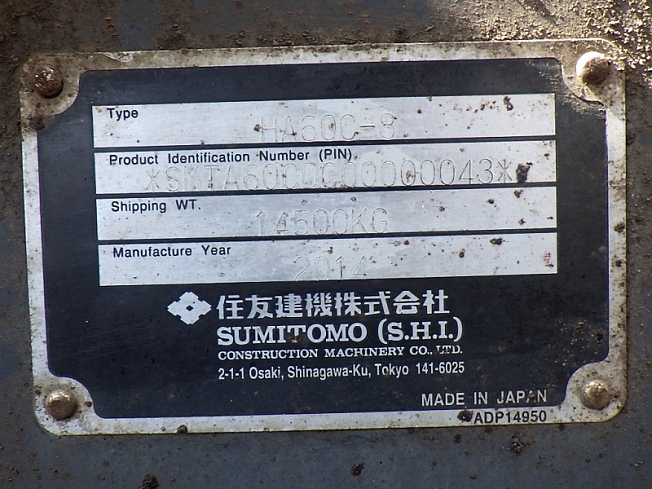 Type
HA60C-8
Product Identification Number (PIN)
Shipping WT.
14500KG
Manufacture Year
2014
住友建機株式会社
SUMITOMO (S.H.I.)
CONSTRUCTION MACHINERY CO., LTD.
2-1-1 Osaki, Shinagawa-Ku, Tokyo 141-6025
MADE IN JAPAN
ADP14950